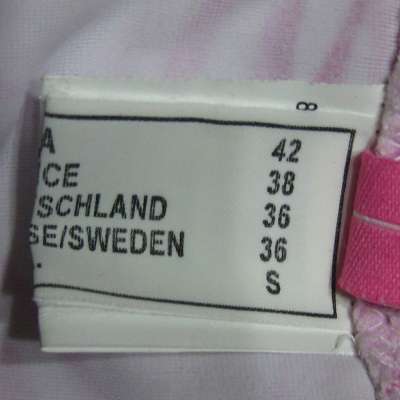 A 42
CE 38
SCHLAND 36
SE/SWEDEN 36
S
8